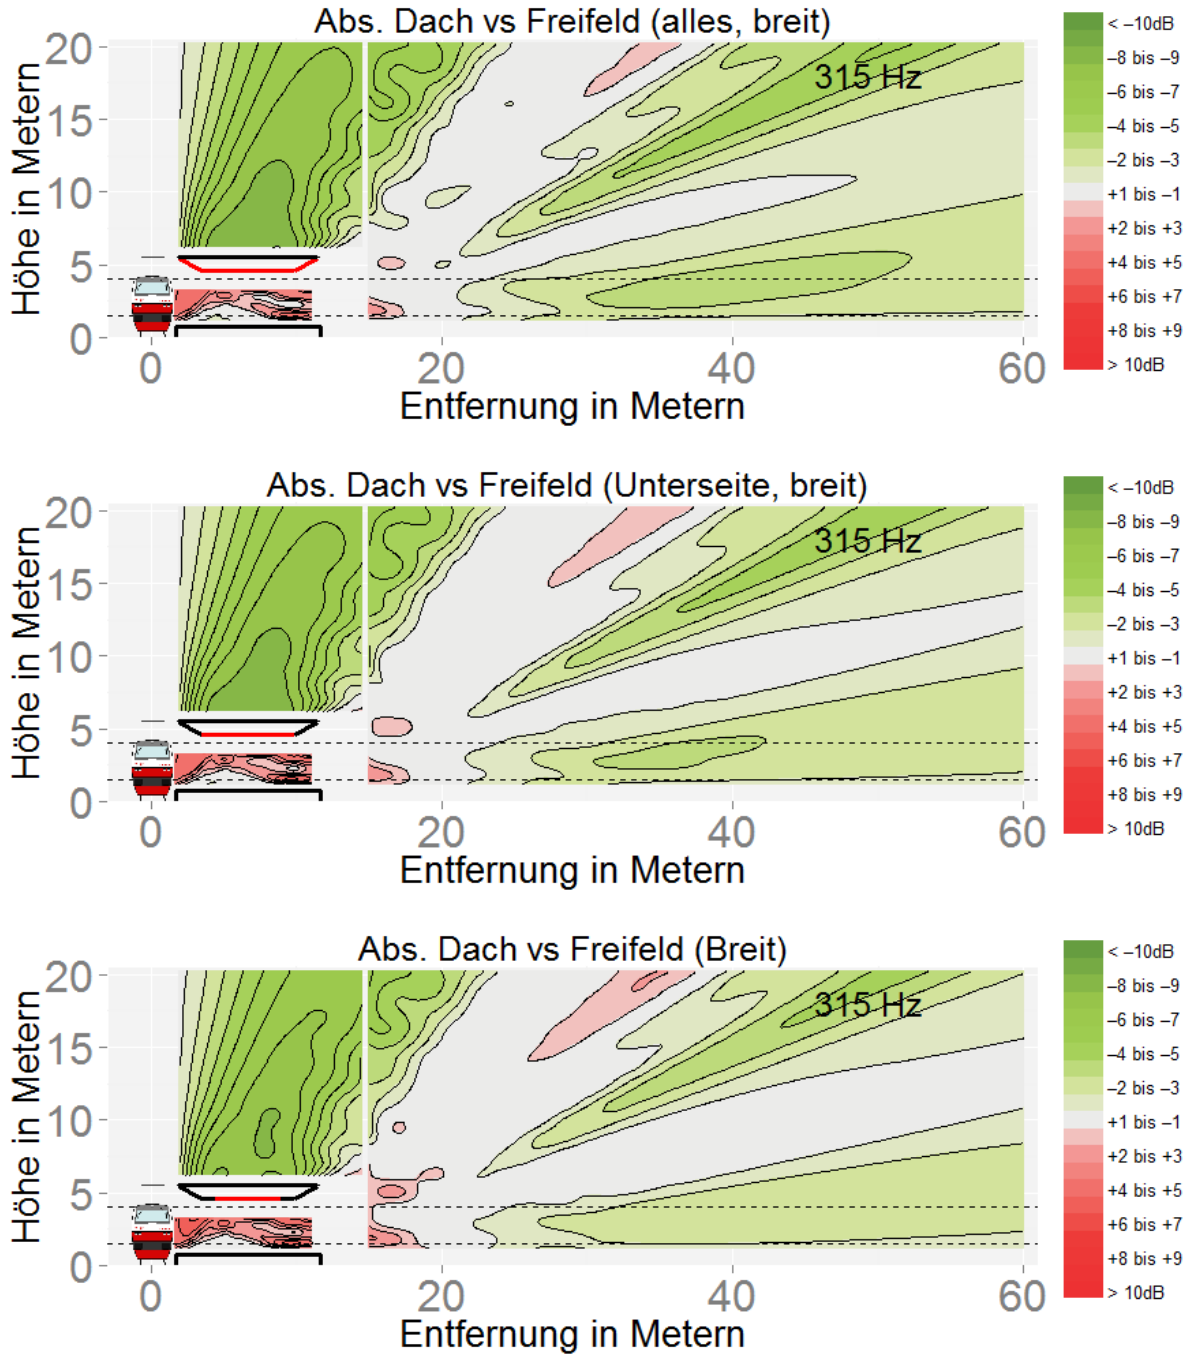 Abs. Dach vs Freifeld (alles, breit)
Höhe in Metern
20
15
10
5
0
315 Hz
0 20 40 60
Entfernung in Metern
< –10dB
–8 bis –9
–6 bis –7
–4 bis –5
–2 bis –3
+1 bis –1
+2 bis +3
+4 bis +5
+6 bis +7
+8 bis +9
> 10dB
Abs. Dach vs Freifeld (Unterseite, breit)
Höhe in Metern
20
15
10
5
0
315 Hz
0 20 40 60
Entfernung in Metern
< –10dB
–8 bis –9
–6 bis –7
–4 bis –5
–2 bis –3
+1 bis –1
+2 bis +3
+4 bis +5
+6 bis +7
+8 bis +9
> 10dB
Abs. Dach vs Freifeld (Breit)
Höhe in Metern
20
15
10
5
0
315 Hz
0 20 40 60
Entfernung in Metern
< –10dB
–8 bis –9
–6 bis –7
–4 bis –5
–2 bis –3
+1 bis –1
+2 bis +3
+4 bis +5
+6 bis +7
+8 bis +9
> 10dB